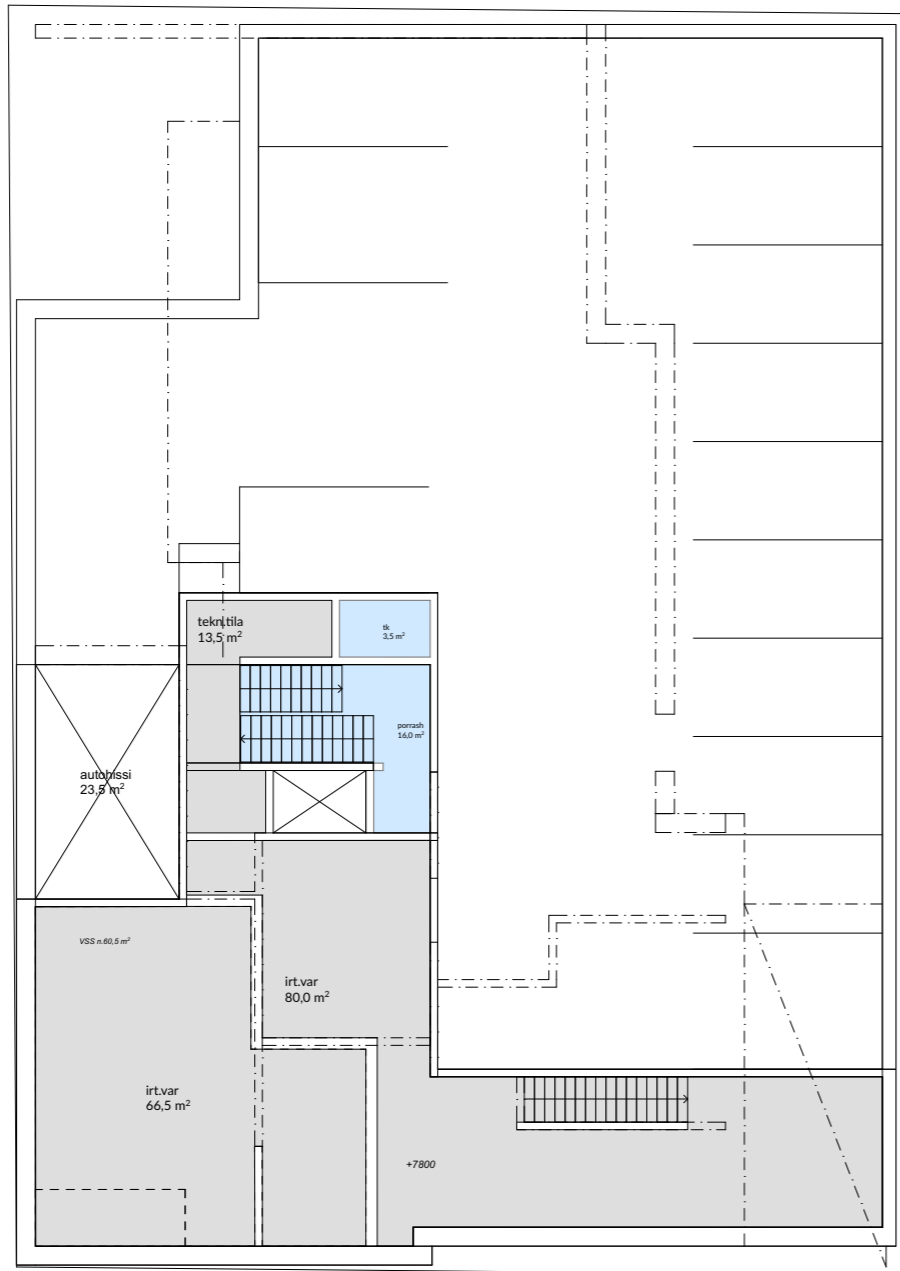 tekn.tila
13,5 m²
tk
3,5 m²
porrash
16,0 m²
autohissi
23,5 m²
VSS n.60,5 m²
irt.var
80,0 m²
irt.var
66,5 m²
+7800